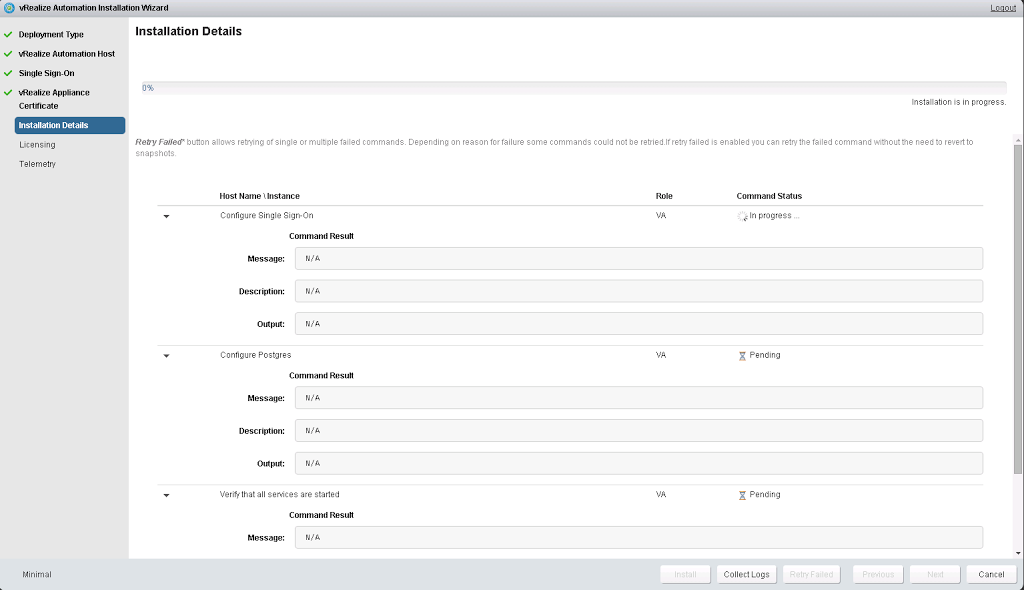 vRealize Automation Installation Wizard
Logout
Deployment Type
vRealize Automation Host
Single Sign-On
vRealize Appliance
Certificate
Installation Details
Licensing
Telemetry
Installation Details
0%
Installation is in progress.
Retry Failed" button allows retrying of single or multiple failed commands. Depending on reason for failure some commands could not be retried.If retry failed is enabled you can retry the failed command without the need to revert to
snapshots.
Host Name \ Instance Role Command Status
Configure Single Sign-On VA In progress ...
Command Result
Message: N/A
Description: N/A
Output: N/A
Configure Postgres VA Pending
Command Result
Message: N/A
Description: N/A
Output: N/A
Verify that all services are started VA Pending
Command Result
Message: N/A
Minimal Install Collect Logs Retry Failed Previous Next Cancel